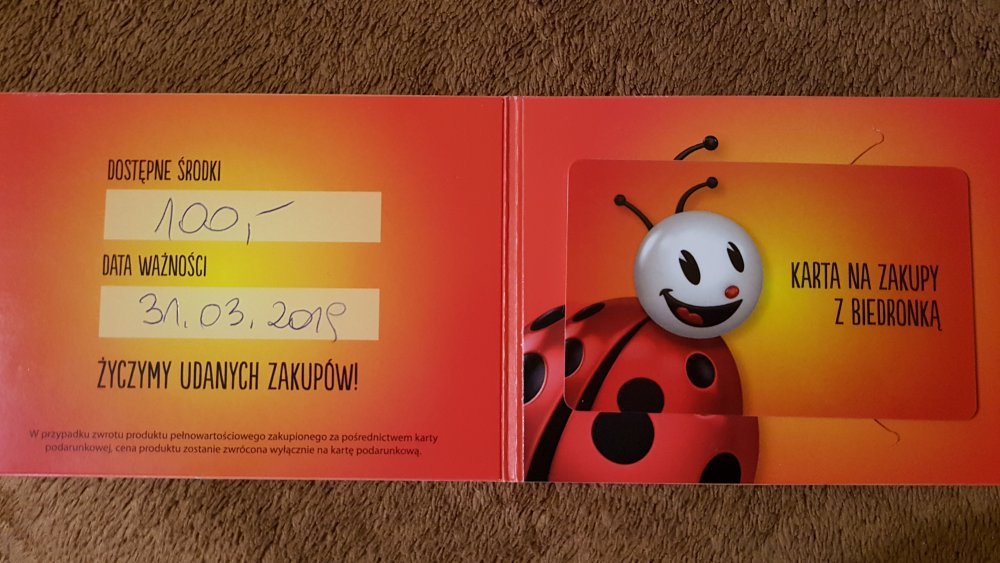 DOSTĘPNE ŚRODKI
100,-
DATA WAŻNOŚCI
31.03.2019
ŻYCZYMY UDANYCH ZAKUPÓW!
W przypadku zwrotu produktu pełnowartościowego zakupionego za pośrednictwem karty
podarunkowej, cena produktu zostanie zwrócona wyłącznie na kartę podarunkową.
KARTA NA ZAKUPY
Z BIEDRONKĄ